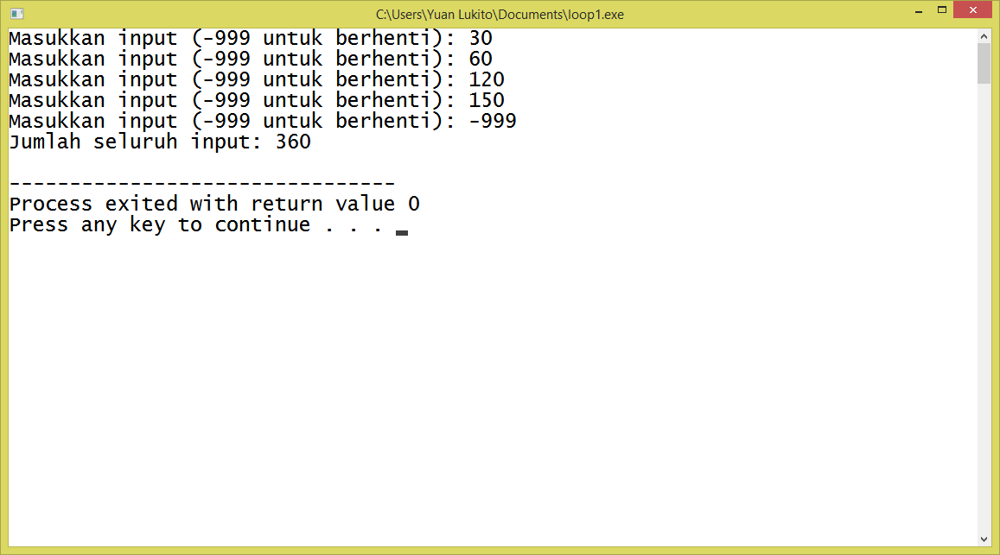 C:\Users\Yuan Lukito\Documents\loop1.exe
Masukkan input (-999 untuk berhenti): 30
Masukkan input (-999 untuk berhenti): 60
Masukkan input (-999 untuk berhenti): 120
Masukkan input (-999 untuk berhenti): 150
Masukkan input (-999 untuk berhenti): -999
Jumlah seluruh input: 360
--------------------------------
Process exited with return value 0
Press any key to continue . . .